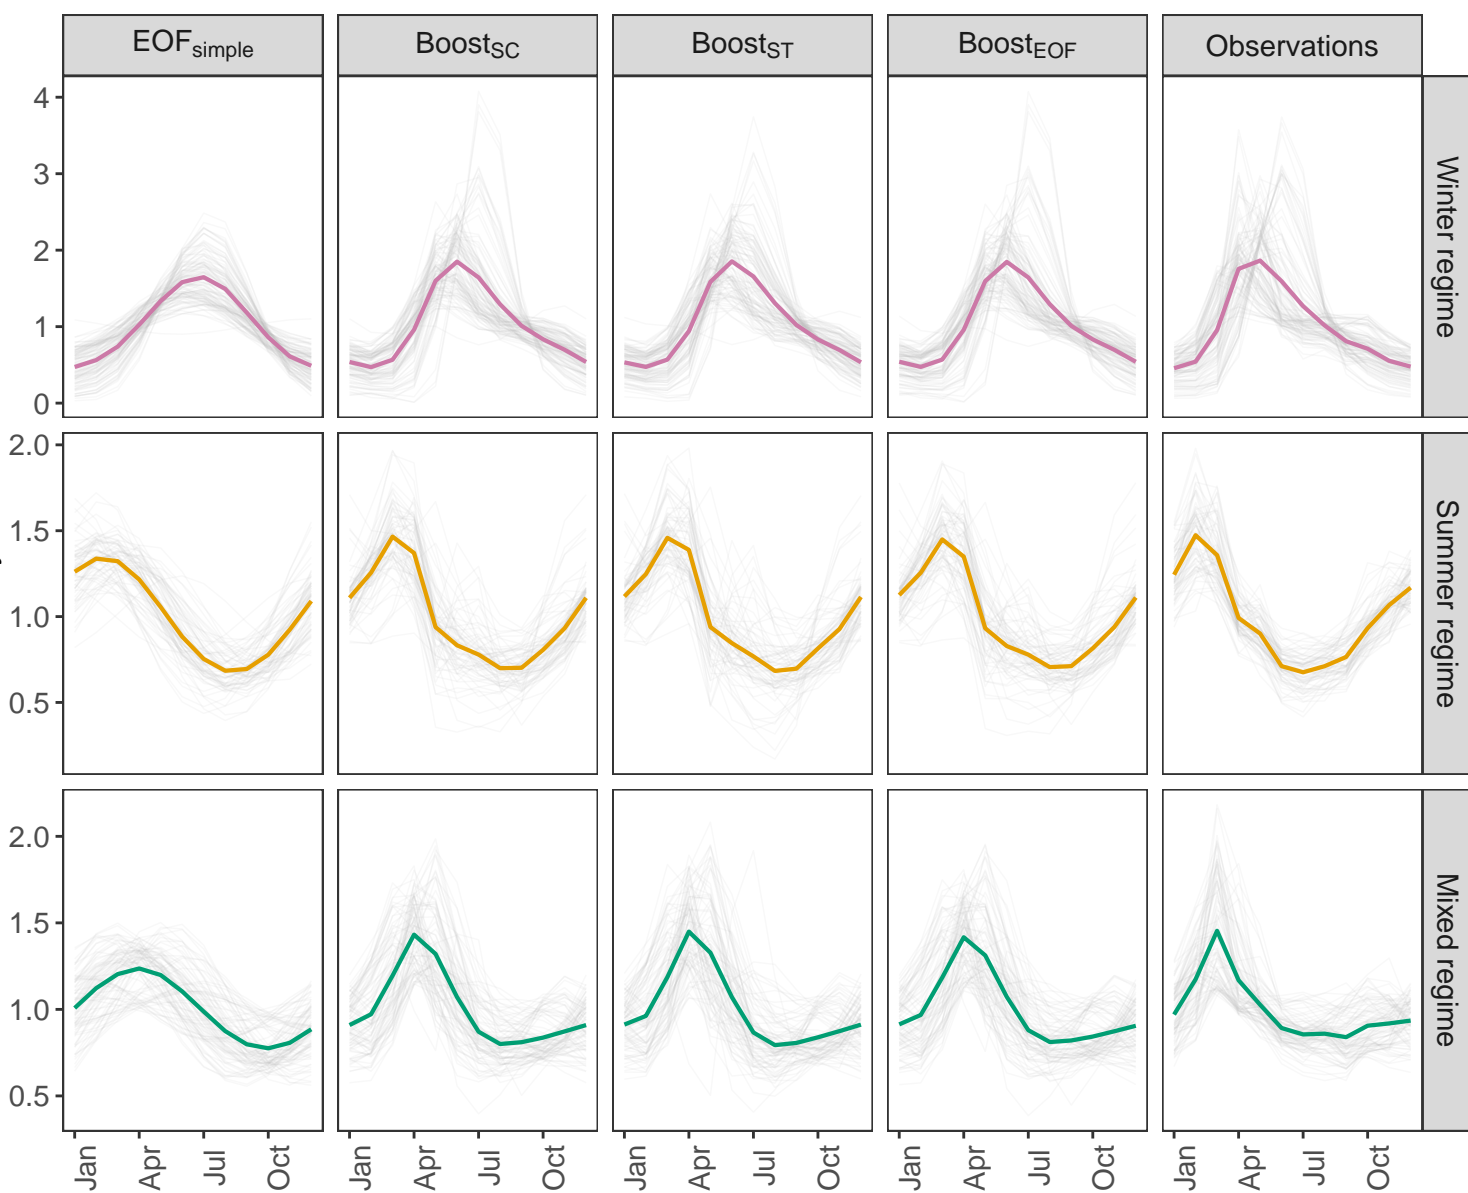 EOFsimple BoostSC BoostST BoostEOF Observations
4
3
2
1
0
Winter regime
2.0
1.5
1.0
0.5
Summer regime
2.0
1.5
1.0
0.5
Mixed regime
Jan Apr Jul Oct Jan Apr Jul Oct Jan Apr Jul Oct Jan Apr Jul Oct Jan Apr Jul Oct